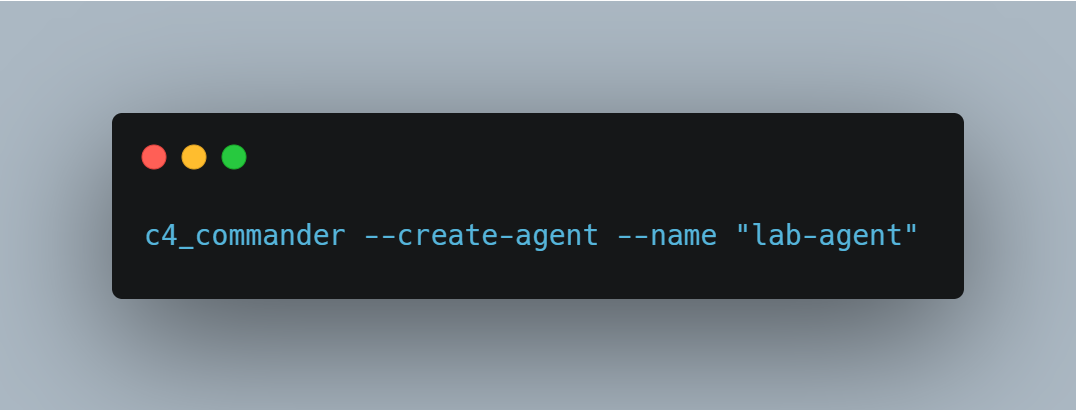 c4_commander --create-agent --name "lab-agent"